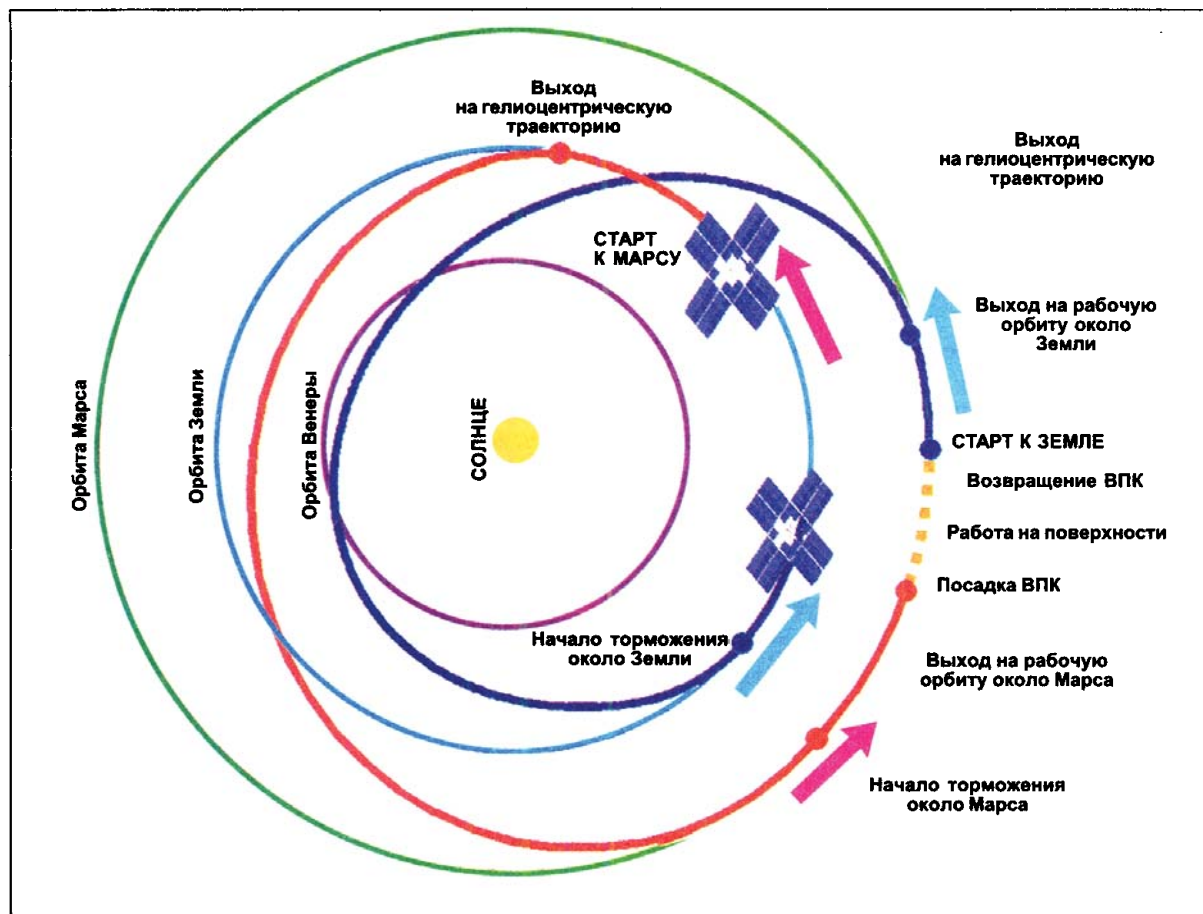 Выход
на гелиоцентрическую
траекторию
Выход
на гелиоцентрическую
траекторию
СТАРТ
К МАРСУ
Выход на рабочую
орбиту около
Земли
Орбита Марса
Орбита Земли
Орбита Венеры
СОЛНЦЕ
СТАРТ К ЗЕМЛЕ
Возвращение ВПК
Работа на поверхности
Посадка ВПК
Начало торможения
около Земли
Выход на рабочую
орбиту около Марса
Начало торможения
около Марса